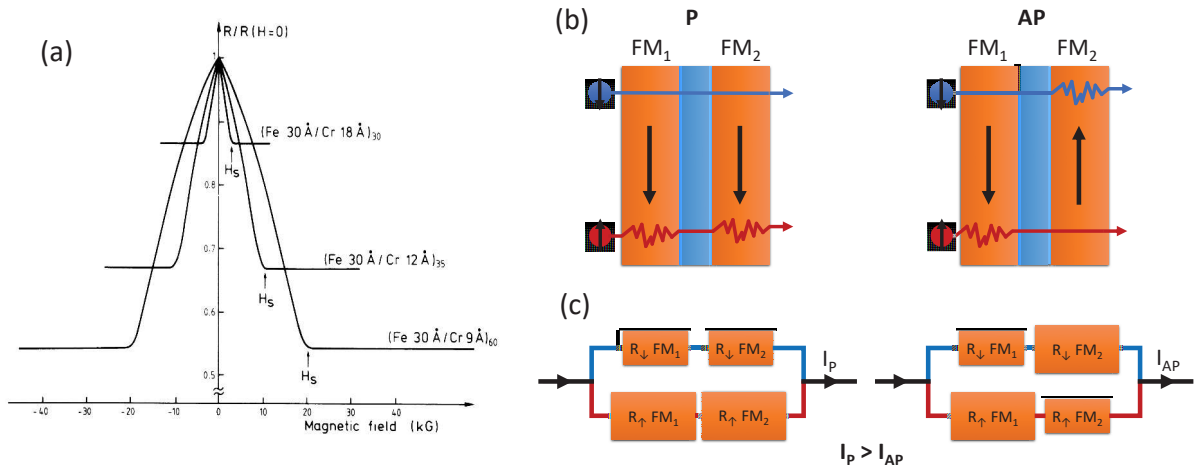 (a)
R/R(H=0)
1
0.8
0.7
0.6
0.5
(Fe 30 Å/Cr 18 Å)30
Hs
(Fe 30 Å/Cr 12 Å)35
Hs
(Fe 30 Å/Cr 9 Å)60
Hs
-40 -30 -20 -10 0 10 20 30 40
Magnetic field (kG)
(b)
P
AP
FM1 FM2
FM1 FM2
(c)
R↓ FM1 R↓ FM2
IP
R↑ FM1 R↑ FM2
R↓ FM1 R↓ FM2
IAP
R↑ FM1 R↑ FM2
IP > IAP